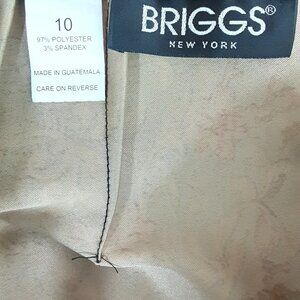 10
97% POLYESTER
3% SPANDEX
MADE IN GUATEMALA
CARE ON REVERSE
BRIGGS®
NEW YORK